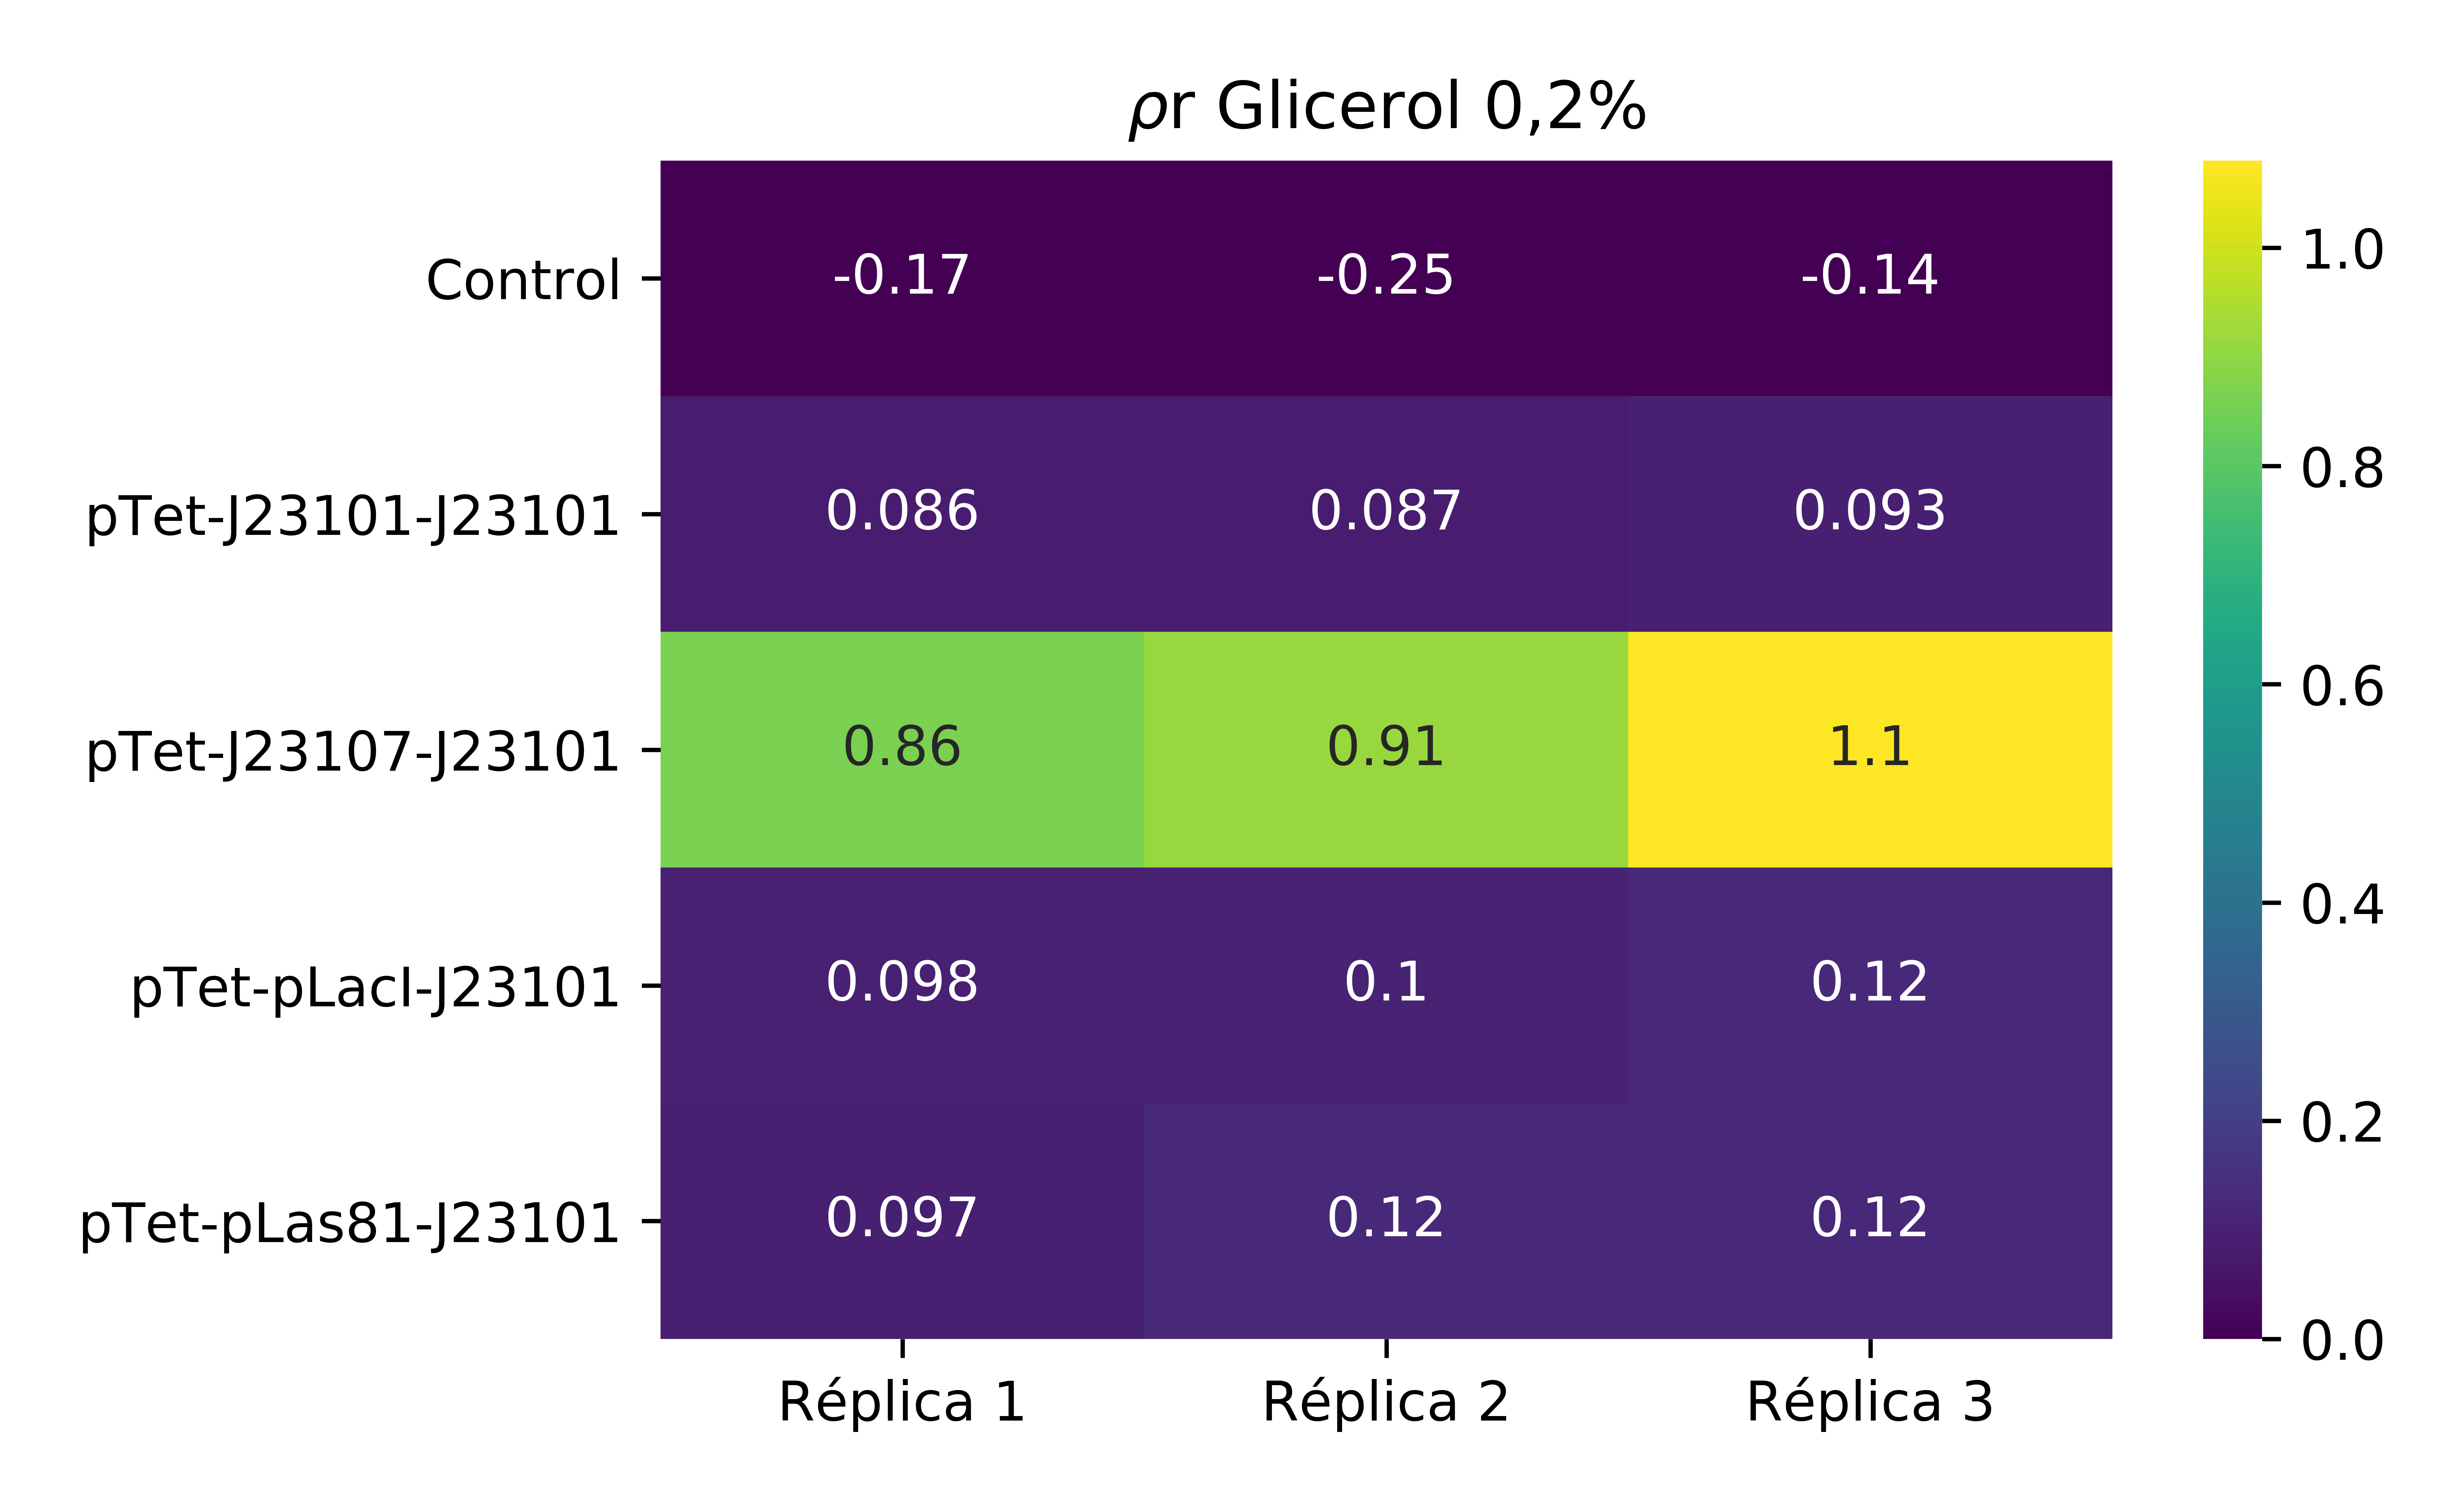 ρr Glicerol 0,2%
Control -0.17 -0.25 -0.14
pTet-J23101-J23101 0.086 0.087 0.093
pTet-J23107-J23101 0.86 0.91 1.1
pTet-pLacI-J23101 0.098 0.1 0.12
pTet-pLas81-J23101 0.097 0.12 0.12
Réplica 1 Réplica 2 Réplica 3
1.0
0.8
0.6
0.4
0.2
0.0